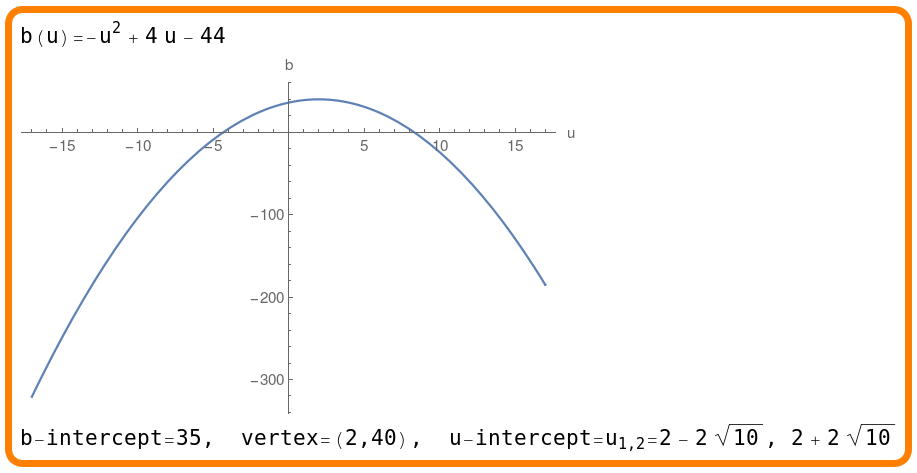 b(u)=-u² + 4 u - 44
b
u
-15 -10 -5 5 10 15
-100
-200
-300
b-intercept=35, vertex=(2,40), u-intercept=u₁,₂=2 - 2 √10, 2 + 2 √10